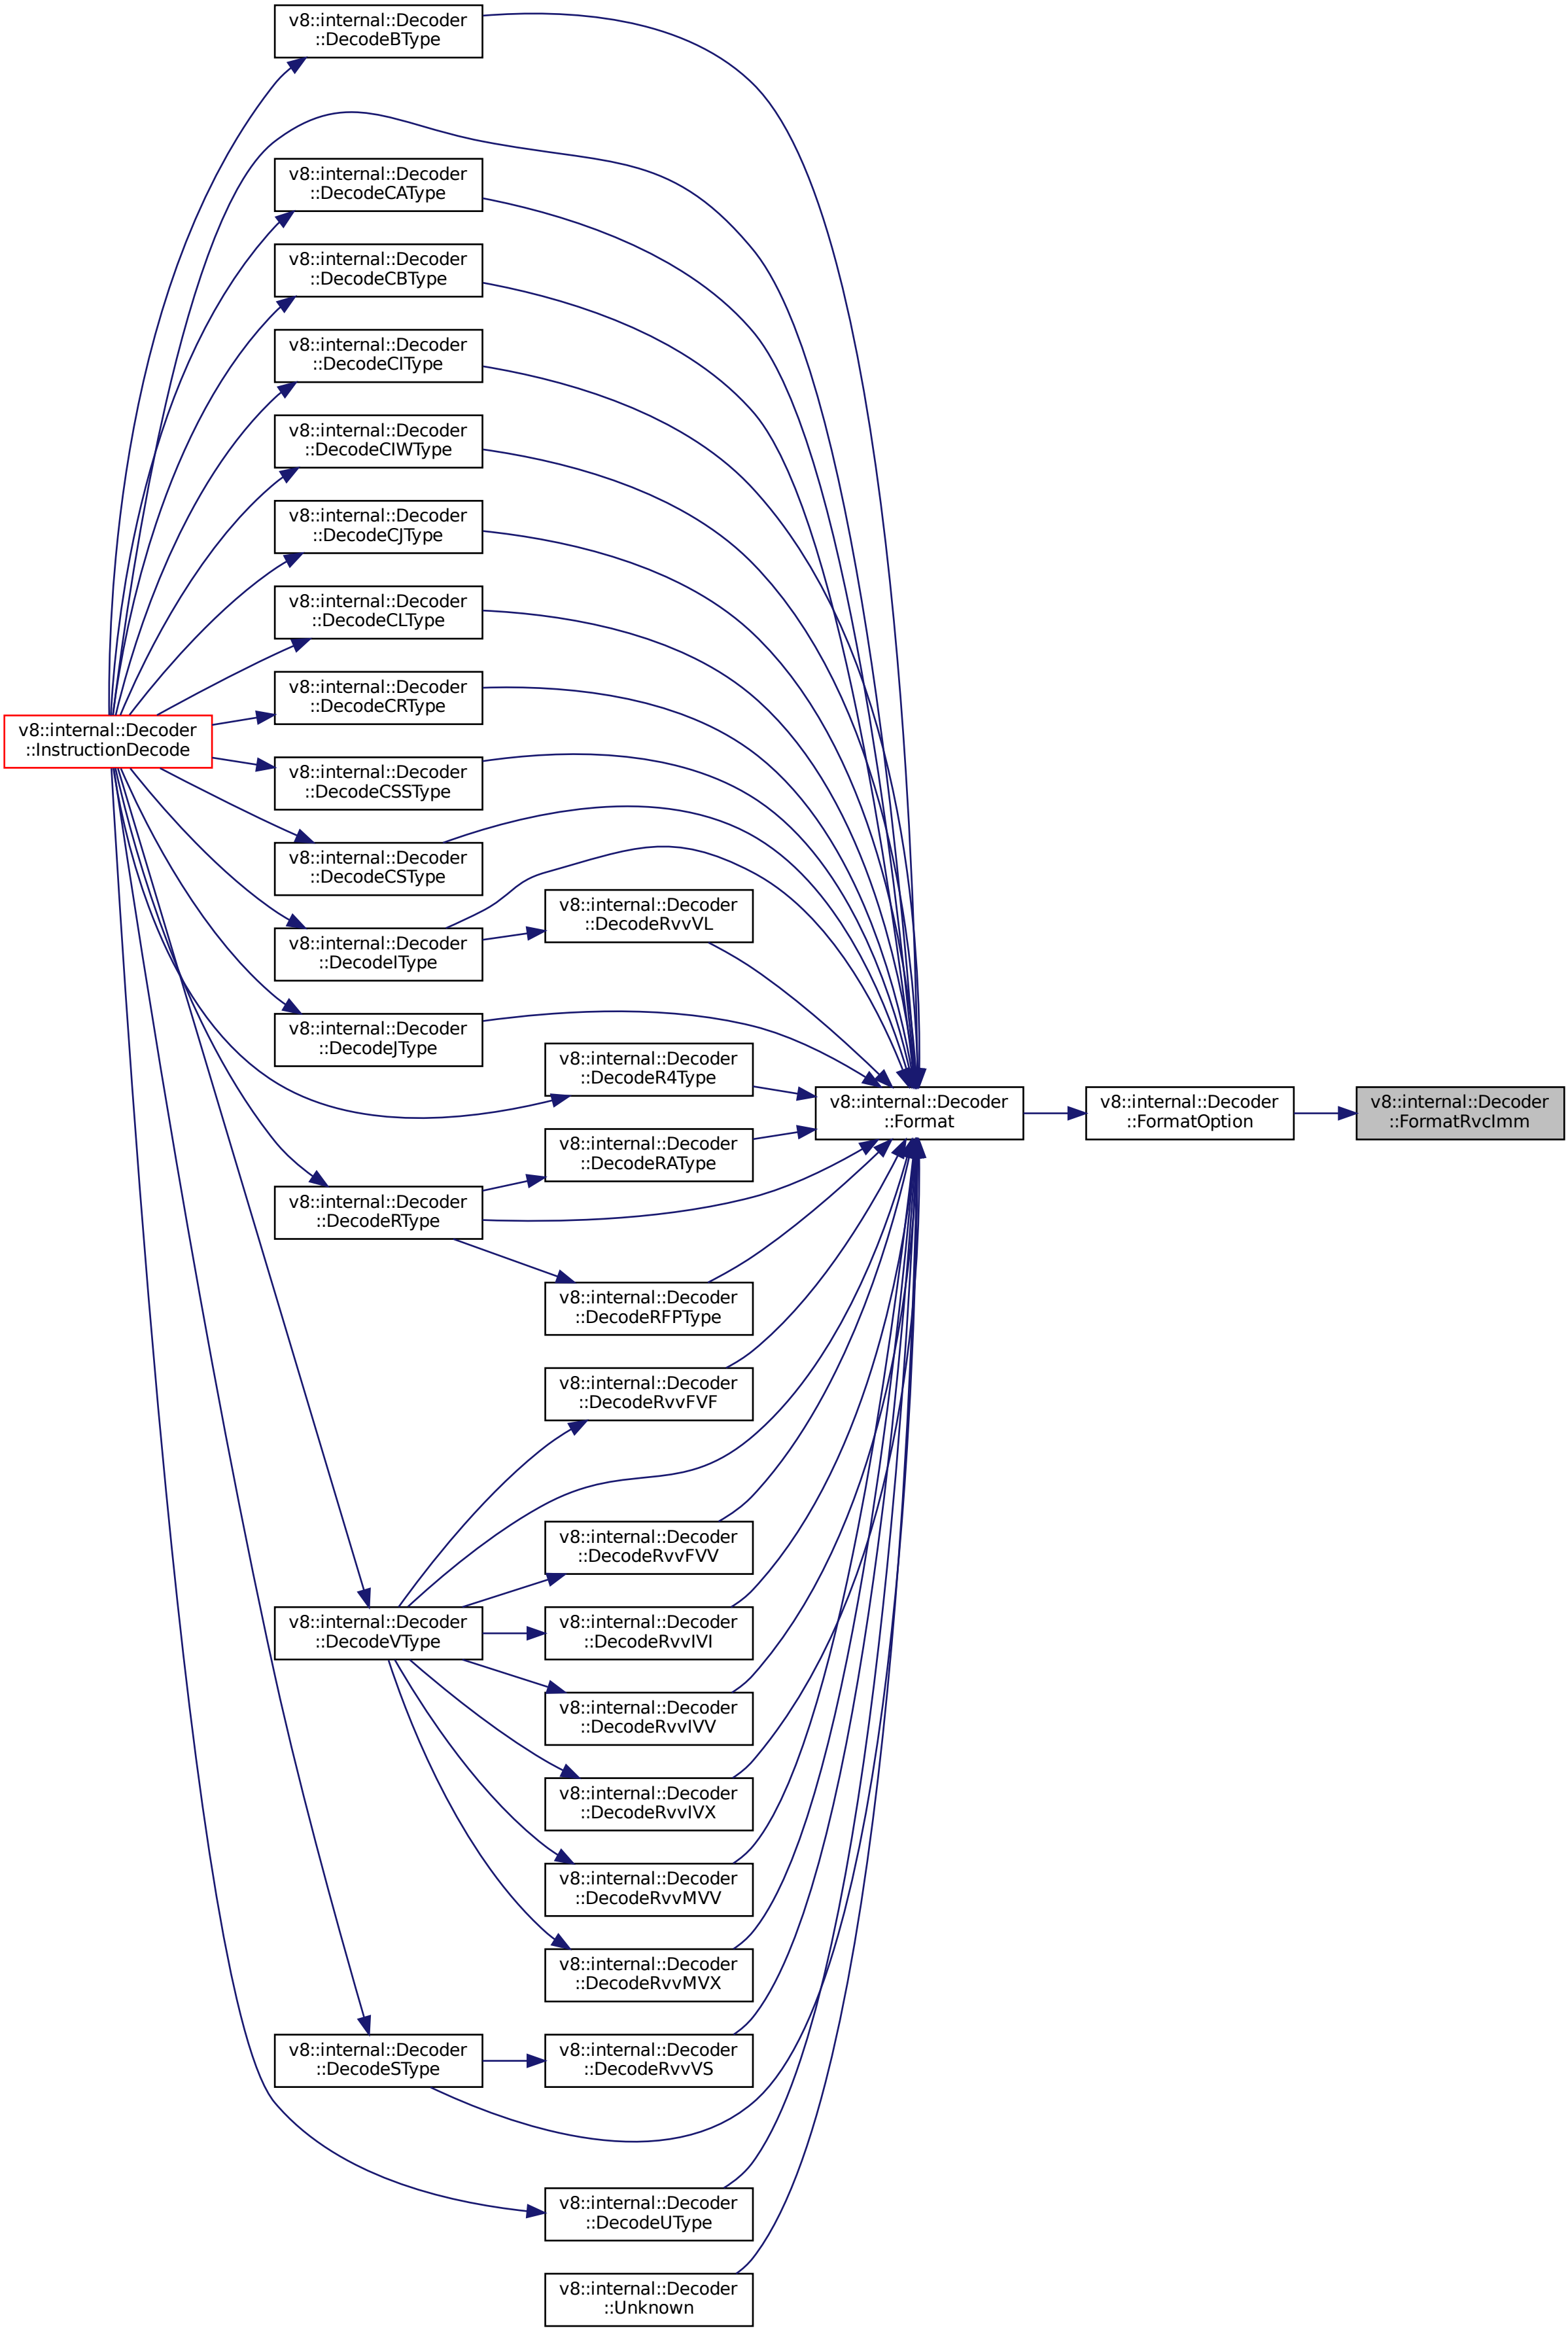 v8::internal::Decoder
::DecodeBType
v8::internal::Decoder
::DecodeCAType
v8::internal::Decoder
::DecodeCBType
v8::internal::Decoder
::DecodeCIType
v8::internal::Decoder
::DecodeCIWType
v8::internal::Decoder
::DecodeCJType
v8::internal::Decoder
::DecodeCLType
v8::internal::Decoder
::DecodeCRType
v8::internal::Decoder
::InstructionDecode
v8::internal::Decoder
::DecodeCSSType
v8::internal::Decoder
::DecodeCSType
v8::internal::Decoder
::DecodeRvvVL
v8::internal::Decoder
::DecodeIType
v8::internal::Decoder
::DecodeJType
v8::internal::Decoder
::DecodeR4Type
v8::internal::Decoder
::Format
v8::internal::Decoder
::FormatOption
v8::internal::Decoder
::FormatRvcImm
v8::internal::Decoder
::DecodeRAType
v8::internal::Decoder
::DecodeRType
v8::internal::Decoder
::DecodeRFPType
v8::internal::Decoder
::DecodeRvvFVF
v8::internal::Decoder
::DecodeRvvFVV
v8::internal::Decoder
::DecodeVType
v8::internal::Decoder
::DecodeRvvIVI
v8::internal::Decoder
::DecodeRvvIVV
v8::internal::Decoder
::DecodeRvvIVX
v8::internal::Decoder
::DecodeRvvMVV
v8::internal::Decoder
::DecodeRvvMVX
v8::internal::Decoder
::DecodeSType
v8::internal::Decoder
::DecodeRvvVS
v8::internal::Decoder
::DecodeUType
v8::internal::Decoder
::Unknown